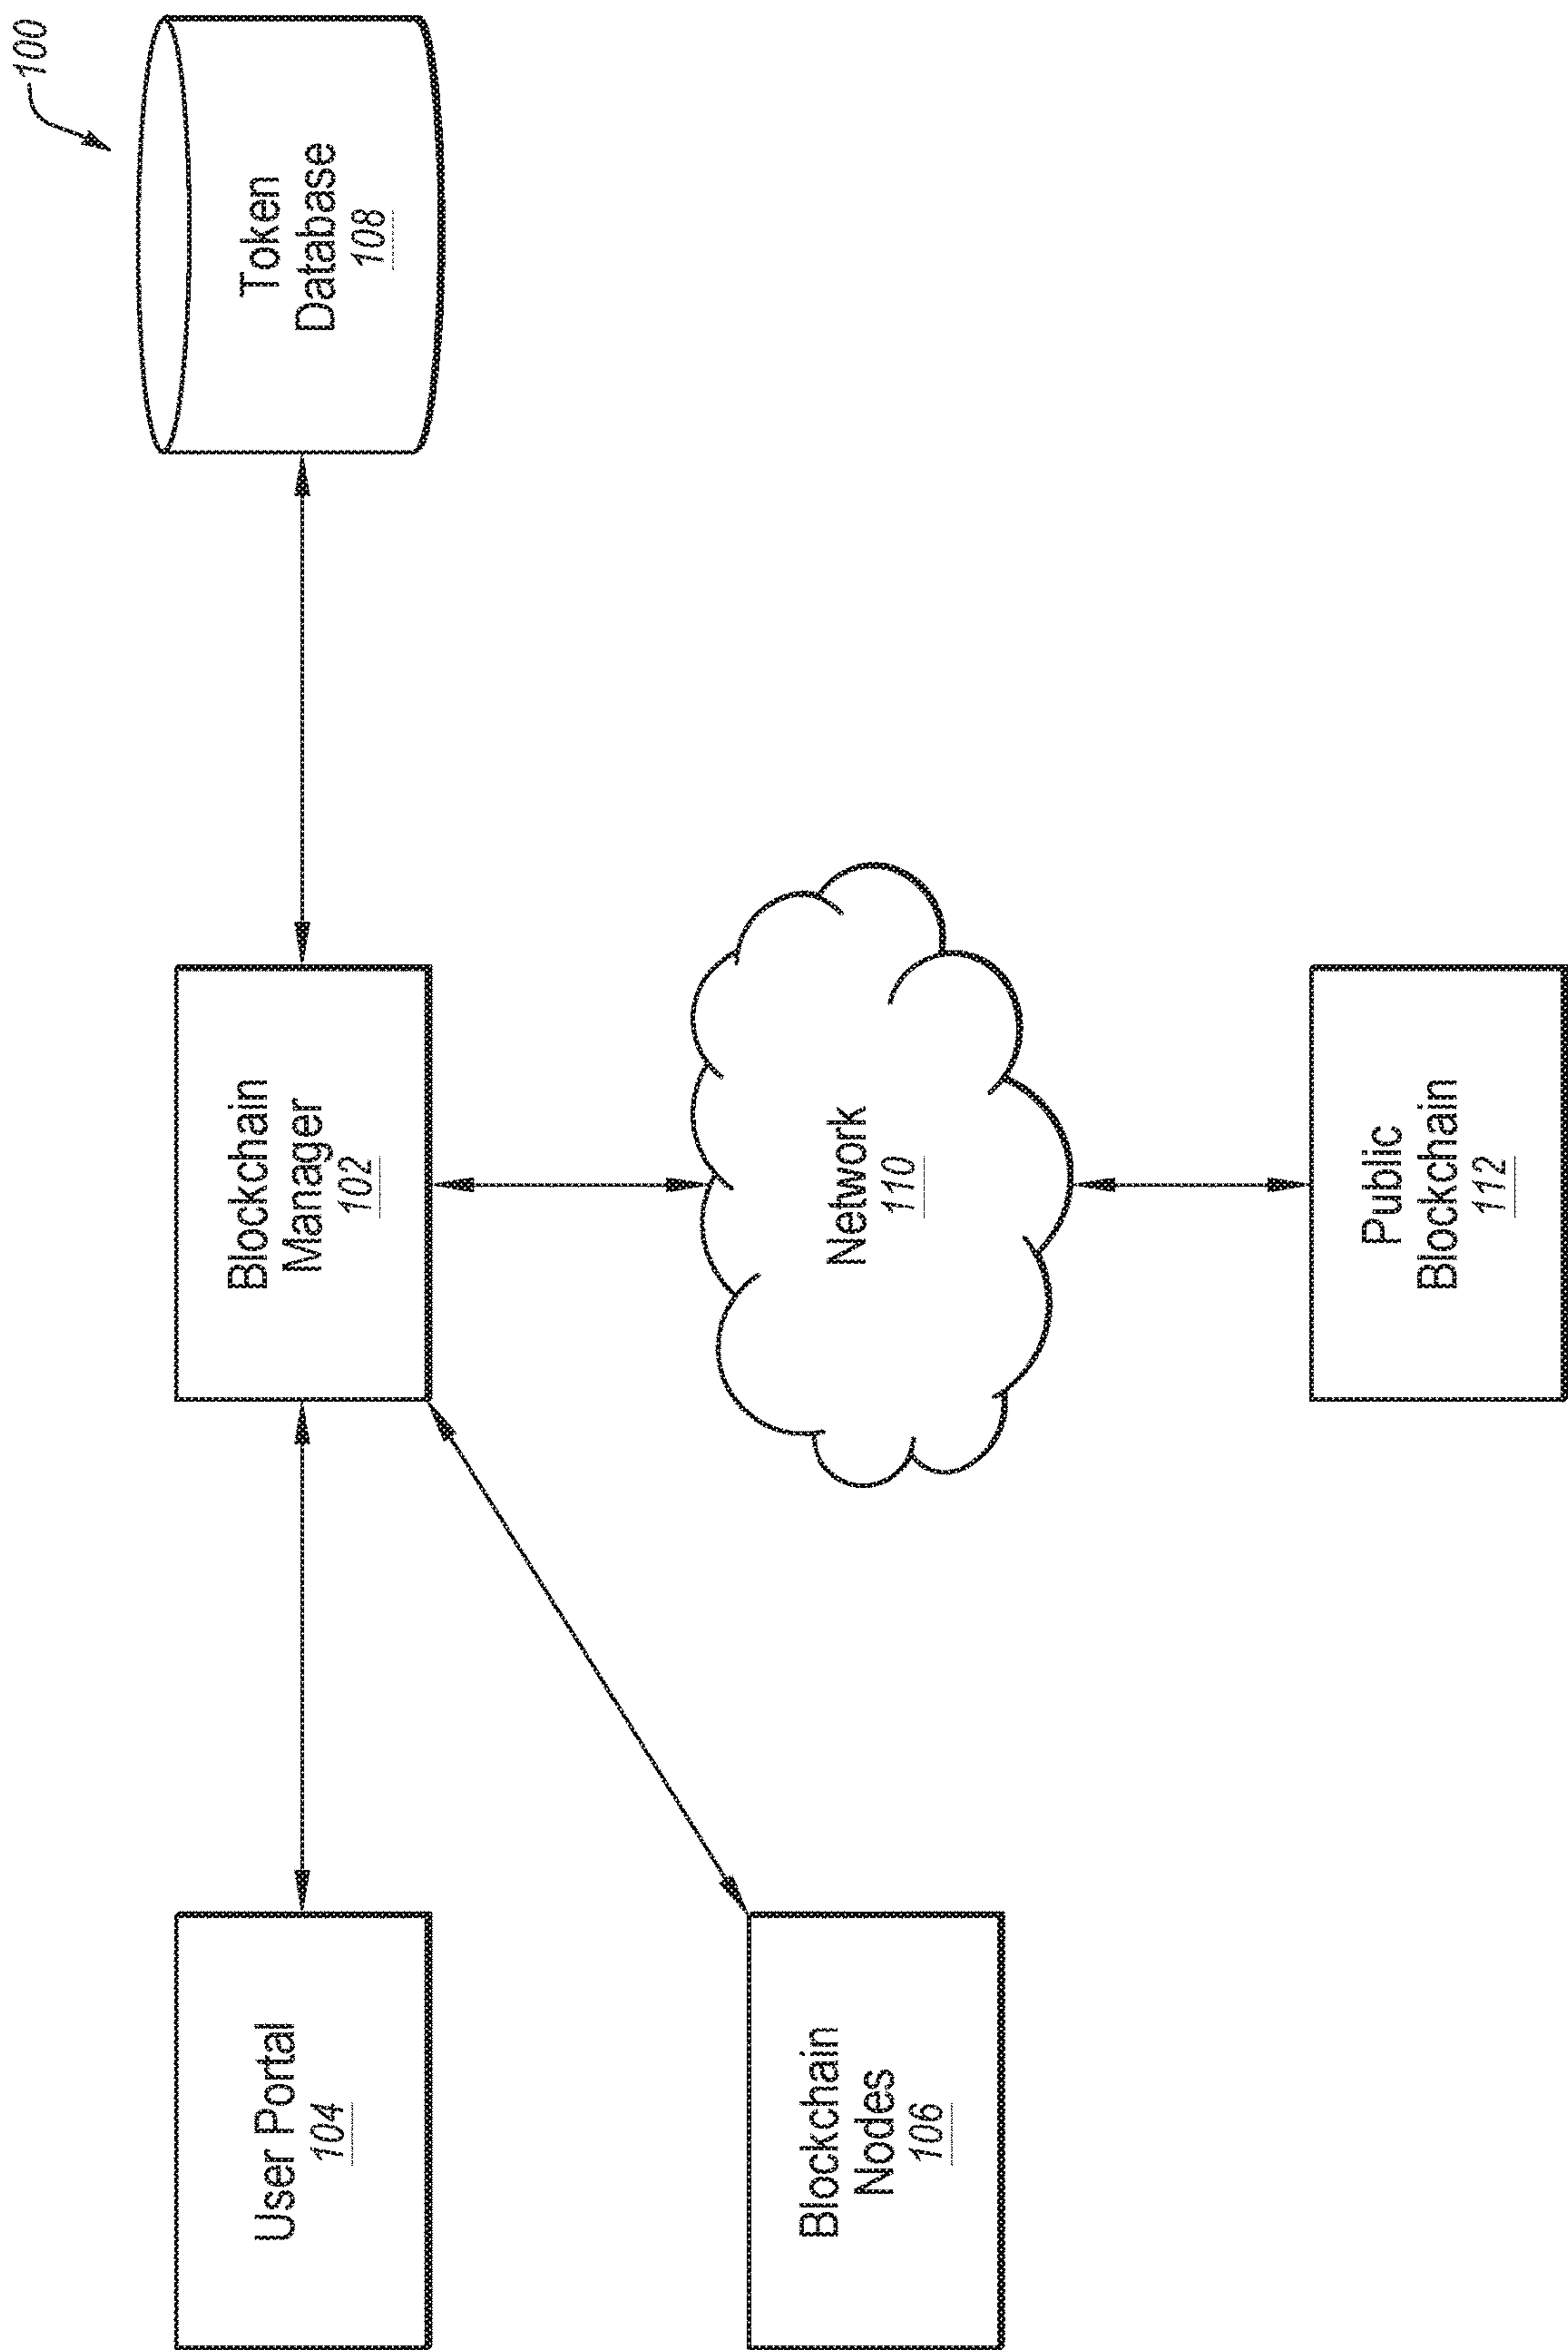 100
User Portal
104
Blockchain
Manager
102
Token
Database
108
Blockchain
Nodes
106
Network
110
Public
Blockchain
112